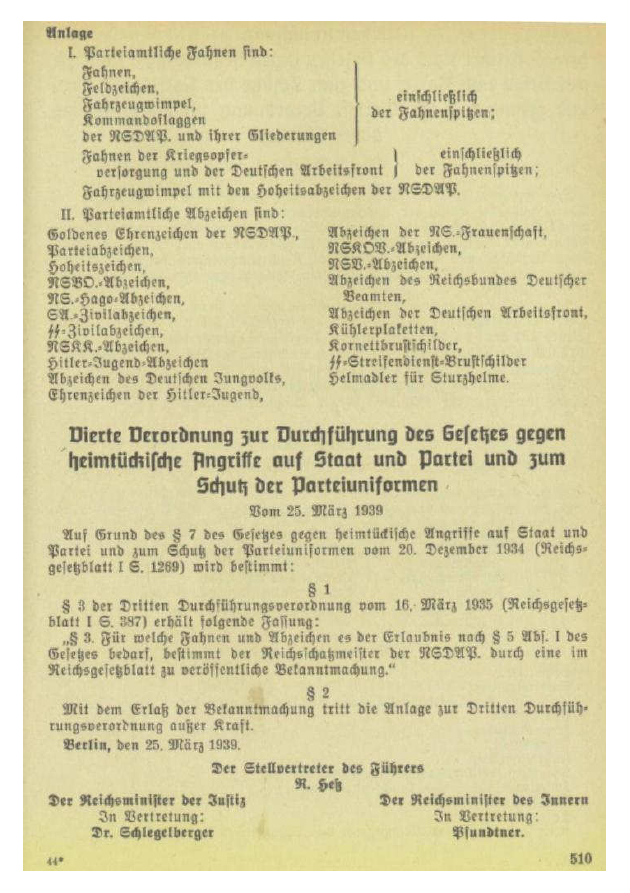 Anlage
I. Parteiamtliche Fahnen sind:
Fahnen,
Feldzeichen,
Fahrzeugwimpel,
Kommandoflaggen
der NSDAP. und ihrer Gliederungen
einschließlich
der Fahnenspitzen;
Fahnen der Kriegsopfer-
versorgung und der Deutschen Arbeitsfront
einschließlich
der Fahnenspitzen;
Fahrzeugwimpel mit den Hoheitsabzeichen der NSDAP.
II. Parteiamtliche Abzeichen sind:
Goldenes Ehrenzeichen der NSDAP.,
Parteiabzeichen,
Hoheitszeichen,
NSBO.-Abzeichen,
NS.-Hago-Abzeichen,
SA.-Zivilabzeichen,
SS-Zivilabzeichen,
NSKK.-Abzeichen,
Hitler-Jugend-Abzeichen
Abzeichen des Deutschen Jungvolks,
Ehrenzeichen der Hitler-Jugend,
Abzeichen der NS.-Frauenschaft,
NSKOV.-Abzeichen,
NSV.-Abzeichen,
Abzeichen des Reichsbundes Deutscher
Beamten,
Abzeichen der Deutschen Arbeitsfront,
Kühlerplaketten,
Kornettbrustschilder,
SS-Streifendienst-Brustschilder
Helmadler für Sturzhelme.
Vierte Verordnung zur Durchführung des Gesetzes gegen
heimtückische Angriffe auf Staat und Partei und zum
Schutz der Parteiuniformen
Vom 25. März 1939
Auf Grund des § 7 des Gesetzes gegen heimtückische Angriffe auf Staat und
Partei und zum Schutz der Parteiuniformen vom 20. Dezember 1934 (Reichs-
gesetzblatt I S. 1269) wird bestimmt:
§ 1
§ 3 der Dritten Durchführungsverordnung vom 16. März 1935 (Reichsgesetz-
blatt I S. 387) erhält folgende Fassung:
„§ 3. Für welche Fahnen und Abzeichen es der Erlaubnis nach § 5 Abs. I des
Gesetzes bedarf, bestimmt der Reichsschatzmeister der NSDAP. durch eine im
Reichsgesetzblatt zu veröffentliche Bekanntmachung.“
§ 2
Mit dem Erlaß der Bekanntmachung tritt die Anlage zur Dritten Durchfüh-
rungsverordnung außer Kraft.
Berlin, den 25. März 1939.
Der Stellvertreter des Führers
R. Heß
Der Reichsminister der Justiz
In Vertretung:
Dr. Schlegelberger
Der Reichsminister des Innern
In Vertretung:
Pfundtner.
44*
510